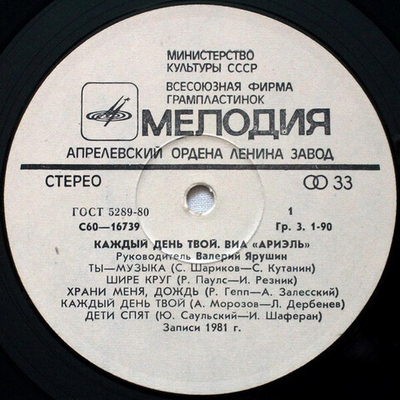 МИНИСТЕРСТВО
КУЛЬТУРЫ СССР
ВСЕСОЮЗНАЯ ФИРМА
ГРАМПЛАСТИНОК
МЕЛОДИЯ
АПРЕЛЕВСКИЙ ОРДЕНА ЛЕНИНА ЗАВОД
СТЕРЕО 33
ГОСТ 5289-80 1
С60—16739 Гр. 3. 1-90
КАЖДЫЙ ДЕНЬ ТВОЙ. ВИА «АРИЭЛЬ»
Руководитель Валерий Ярушин
ТЫ—МУЗЫКА (С. Шариков—С. Кутанин)
ШИРЕ КРУГ (Р. Паулс—И. Резник)
ХРАНИ МЕНЯ, ДОЖДЬ (Р. Гепп—А. Залесский)
КАЖДЫЙ ДЕНЬ ТВОЙ (А. Морозов—Л. Дербенев)
ДЕТИ СПЯТ (Ю. Саульский—И. Шаферан)
Записи 1981 г.